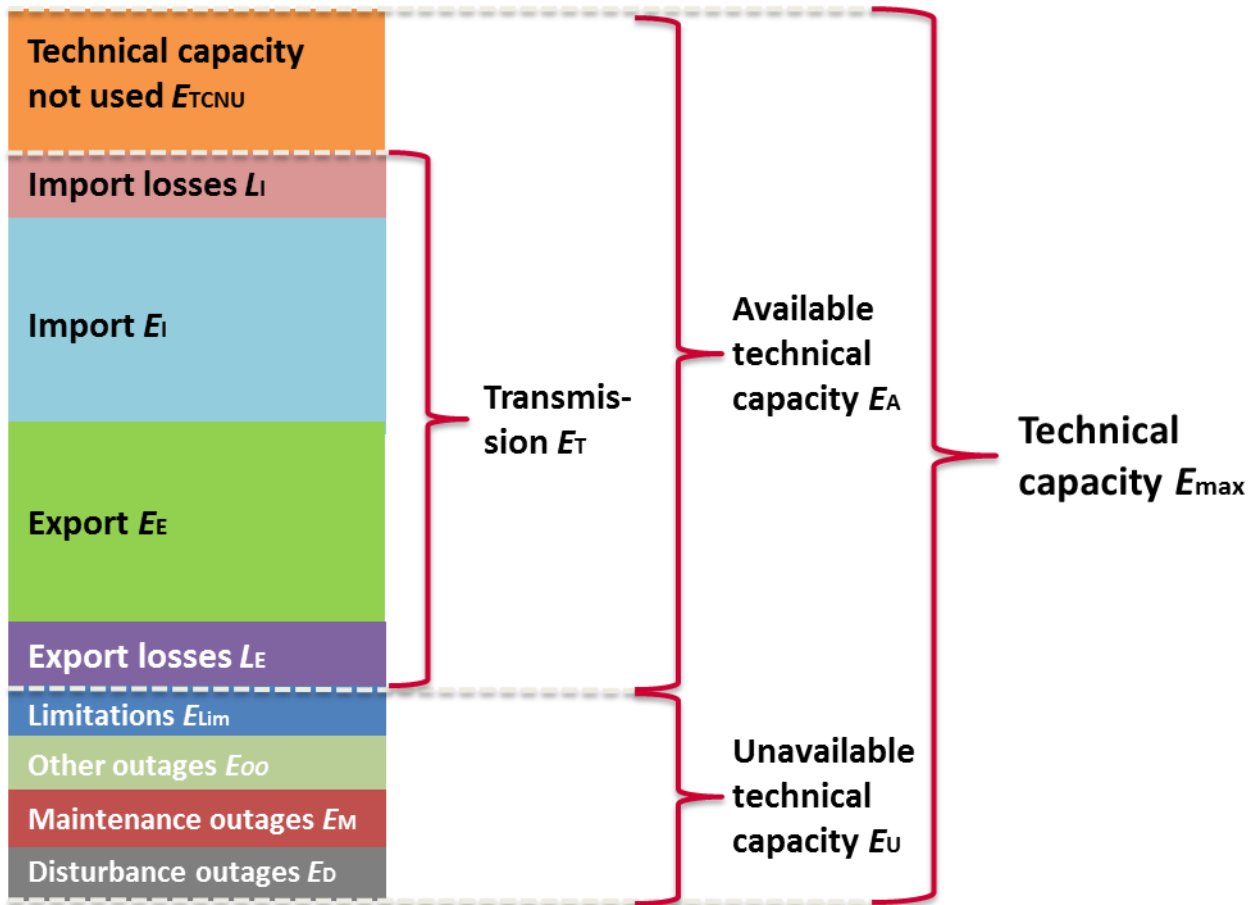 Technical capacity
not used ETCNU
Import losses LI
Import EI
Export EE
Export losses LE
Limitations ELim
Other outages EOO
Maintenance outages EM
Disturbance outages ED
Transmis-
sion ET
Available
technical
capacity EA
Unavailable
technical
capacity EU
Technical
capacity Emax